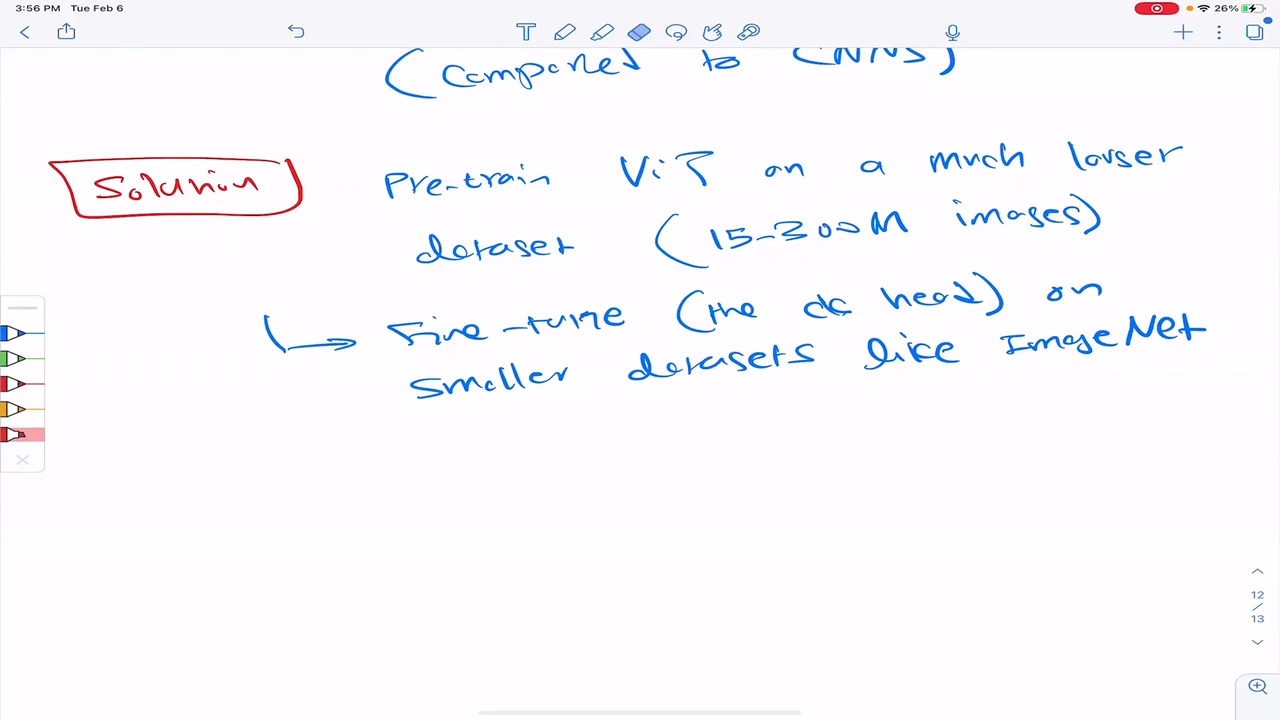 3:56 PM Tue Feb 6
26%
T
(Compared to CNNs)
Solution
Pre-train ViT on a much larger
dataset (15-300M images)
Fine-tune (the head) on
smaller datasets like ImageNet
12
/
13